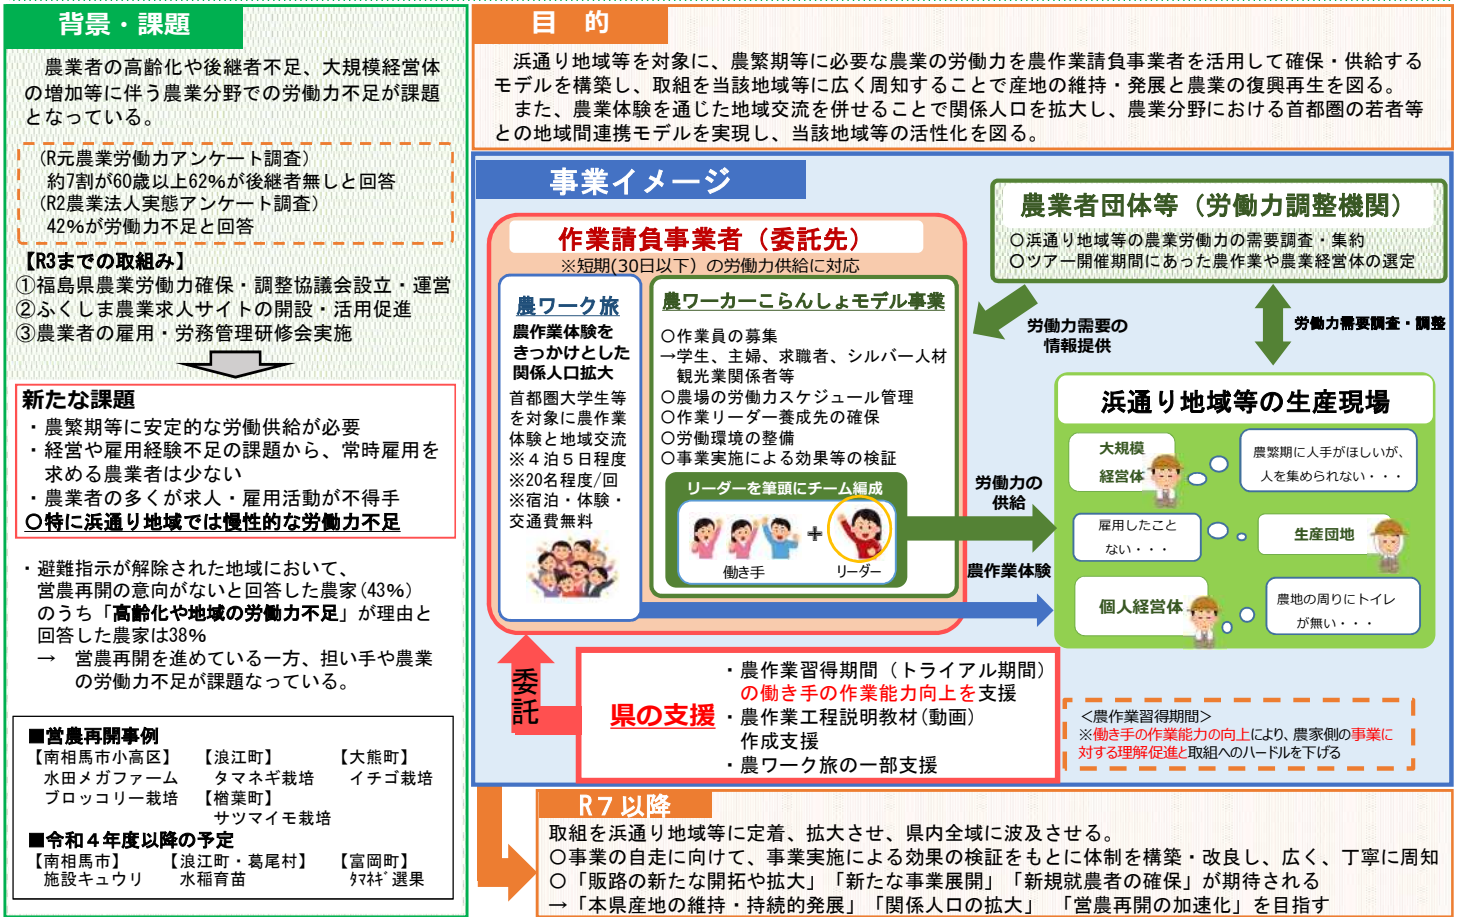 背景・課題
農業者の高齢化や後継者不足、大規模経営体
の増加等に伴う農業分野での労働力不足が課題
となっている。
（R元農業労働力アンケート調査）
約7割が60歳以上62%が後継者無しと回答
（R2農業法人実態アンケート調査）
42%が労働力不足と回答
【R3までの取組み】
①福島県農業労働力確保・調整協議会設立・運営
②ふくしま農業求人サイトの開設・活用促進
③農業者の雇用・労務管理研修会実施
新たな課題
・農繁期等に安定的な労働供給が必要
・経営や雇用経験不足の課題から、常時雇用を
求める農業者は少ない
・農業者の多くが求人・雇用活動が不得手
〇特に浜通り地域では慢性的な労働力不足
・避難指示が解除された地域において、
営農再開の意向がないと回答した農家(43%)
のうち「高齢化や地域の労働力不足」が理由と
回答した農家は38%
→　営農再開を進めている一方、担い手や農業
の労働力不足が課題なっている。
■営農再開事例
【南相馬市小高区】　【浪江町】　【大熊町】
水田メガファーム　タマネギ栽培　イチゴ栽培
ブロッコリー栽培　【楢葉町】
サツマイモ栽培
■令和４年度以降の予定
【南相馬市】　【浪江町・葛尾村】　【富岡町】
施設キュウリ　水稲育苗　ﾀﾏﾈｷﾞ選果
目　的
浜通り地域等を対象に、農繁期等に必要な農業の労働力を農作業請負事業者を活用して確保・供給する
モデルを構築し、取組を当該地域等に広く周知することで産地の維持・発展と農業の復興再生を図る。
また、農業体験を通じた地域交流を併せることで関係人口を拡大し、農業分野における首都圏の若者等
との地域間連携モデルを実現し、当該地域等の活性化を図る。
事業イメージ
作業請負事業者（委託先）
※短期(30日以下）の労働力供給に対応
農ワーク旅
農作業体験を
きっかけとした
関係人口拡大
首都圏大学生等
を対象に農作業
体験と地域交流
※４泊５日程度
※20名程度/回
※宿泊・体験・
交通費無料
農ワーカーこらんしょモデル事業
〇作業員の募集
→学生、主婦、求職者、シルバー人材
観光業関係者等
〇農場の労働力スケジュール管理
〇作業リーダー養成先の確保
〇労働環境の整備
〇事業実施による効果等の検証
リーダーを筆頭にチーム編成
＋
働き手　リーダー
農業者団体等（労働力調整機関）
〇浜通り地域等の農業労働力の需要調査・集約
〇ツアー開催期間にあった農作業や農業経営体の選定
労働力需要の
情報提供
労働力需要調査・調整
労働力の
供給
農作業体験
浜通り地域等の生産現場
大規模
経営体
農繁期に人手がほしいが、
人を集められない・・・
雇用したこと
ない・・・
生産団地
個人経営体
農地の周りにトイレ
が無い・・・
委託
県の支援
・農作業習得期間（トライアル期間）
の働き手の作業能力向上を支援
・農作業工程説明教材(動画)
作成支援
・農ワーク旅の一部支援
＜農作業習得期間＞
※働き手の作業能力の向上により、農家側の事業に
対する理解促進と取組へのハードルを下げる
R７以降
取組を浜通り地域等に定着、拡大させ、県内全域に波及させる。
〇事業の自走に向けて、事業実施による効果の検証をもとに体制を構築・改良し、広く、丁寧に周知
〇「販路の新たな開拓や拡大」「新たな事業展開」「新規就農者の確保」が期待される
→「本県産地の維持・持続的発展」「関係人口の拡大」　「営農再開の加速化」を目指す